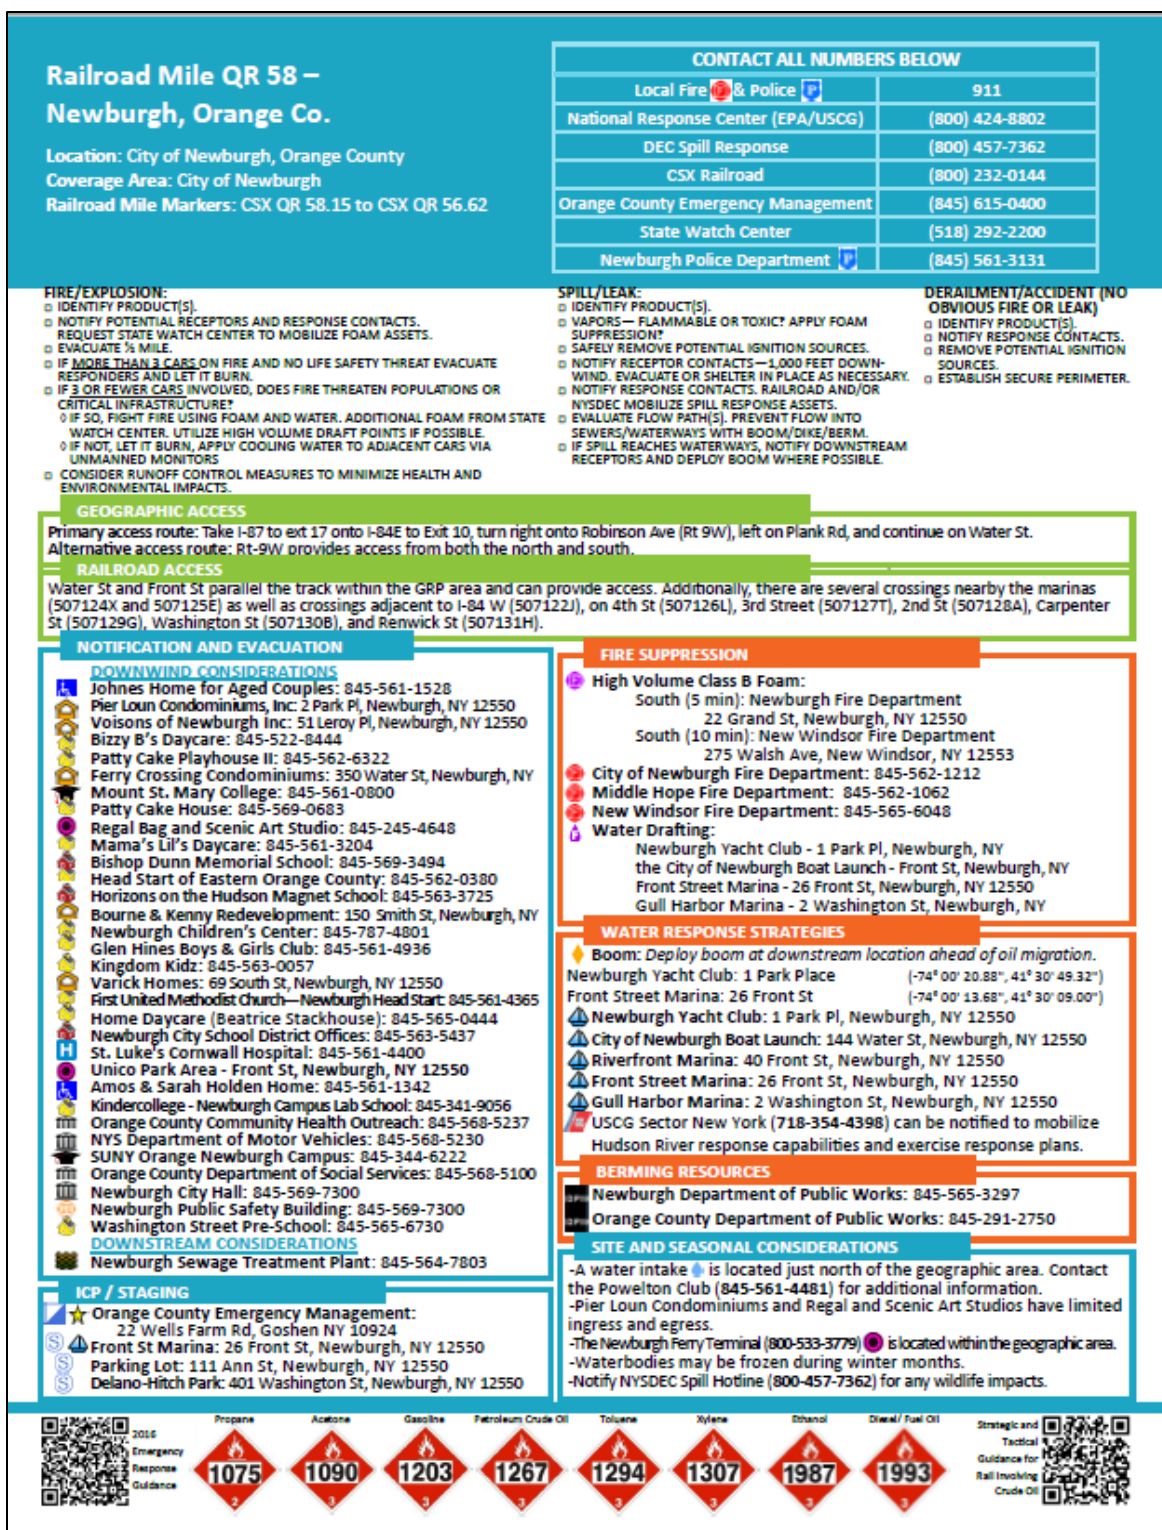 Railroad Mile QR 58 –
Newburgh, Orange Co.
Location: City of Newburgh, Orange County
Coverage Area: City of Newburgh
Railroad Mile Markers: CSX QR 58.15 to CSX QR 56.62
CONTACT ALL NUMBERS BELOW
Local Fire & Police 911
National Response Center (EPA/USCG) (800) 424-8802
DEC Spill Response (800) 457-7362
CSX Railroad (800) 232-0144
Orange County Emergency Management (845) 615-0400
State Watch Center (518) 292-2200
Newburgh Police Department (845) 561-3131
FIRE/EXPLOSION:
□ IDENTIFY PRODUCT(S).
□ NOTIFY POTENTIAL RECEPTORS AND RESPONSE CONTACTS.
REQUEST STATE WATCH CENTER TO MOBILIZE FOAM ASSETS.
□ EVACUATE ½ MILE.
□ IF MORE THAN 3 CARS ON FIRE AND NO LIFE SAFETY THREAT EVACUATE
RESPONDERS AND LET IT BURN.
□ IF 3 OR FEWER CARS INVOLVED, DOES FIRE THREATEN POPULATIONS OR
CRITICAL INFRASTRUCTURE?
◊ IF SO, FIGHT FIRE USING FOAM AND WATER. ADDITIONAL FOAM FROM STATE
WATCH CENTER. UTILIZE HIGH VOLUME DRAFT POINTS IF POSSIBLE.
◊ IF NOT, LET IT BURN, APPLY COOLING WATER TO ADJACENT CARS VIA
UNMANNED MONITORS
□ CONSIDER RUNOFF CONTROL MEASURES TO MINIMIZE HEALTH AND
ENVIRONMENTAL IMPACTS.
SPILL/LEAK:
□ IDENTIFY PRODUCT(S).
□ VAPORS— FLAMMABLE OR TOXIC? APPLY FOAM
SUPPRESSION?
□ SAFELY REMOVE POTENTIAL IGNITION SOURCES.
□ NOTIFY RECEPTOR CONTACTS—1,000 FEET DOWN-
WIND. EVACUATE OR SHELTER IN PLACE AS NECESSARY.
□ NOTIFY RESPONSE CONTACTS. RAILROAD AND/OR
NYSDEC MOBILIZE SPILL RESPONSE ASSETS.
□ EVALUATE FLOW PATH(S). PREVENT FLOW INTO
SEWERS/WATERWAYS WITH BOOM/DIKE/BERM.
□ IF SPILL REACHES WATERWAYS, NOTIFY DOWNSTREAM
RECEPTORS AND DEPLOY BOOM WHERE POSSIBLE.
DERAILMENT/ACCIDENT (NO
OBVIOUS FIRE OR LEAK)
□ IDENTIFY PRODUCT(S).
□ NOTIFY RESPONSE CONTACTS.
□ REMOVE POTENTIAL IGNITION
SOURCES.
□ ESTABLISH SECURE PERIMETER.
GEOGRAPHIC ACCESS
Primary access route: Take I-87 to ext 17 onto I-84E to Exit 10, turn right onto Robinson Ave (Rt 9W), left on Plank Rd, and continue on Water St.
Alternative access route: Rt-9W provides access from both the north and south.
RAILROAD ACCESS
Water St and Front St parallel the track within the GRP area and can provide access. Additionally, there are several crossings nearby the marinas
(507124X and 507125E) as well as crossings adjacent to I-84 W (507122J), on 4th St (507126L), 3rd Street (507127T), 2nd St (507128A), Carpenter
St (507129G), Washington St (507130B), and Renwick St (507131H).
NOTIFICATION AND EVACUATION
DOWNWIND CONSIDERATIONS
Johnes Home for Aged Couples: 845-561-1528
Pier Loun Condominiums, Inc: 2 Park Pl, Newburgh, NY 12550
Voisons of Newburgh Inc: 51 Leroy Pl, Newburgh, NY 12550
Bizzy B's Daycare: 845-522-8444
Patty Cake Playhouse II: 845-562-6322
Ferry Crossing Condominiums: 350 Water St, Newburgh, NY
Mount St. Mary College: 845-561-0800
Patty Cake House: 845-569-0683
Regal Bag and Scenic Art Studio: 845-245-4648
Mama's Lil's Daycare: 845-561-3204
Bishop Dunn Memorial School: 845-569-3494
Head Start of Eastern Orange County: 845-562-0380
Horizons on the Hudson Magnet School: 845-563-3725
Bourne & Kenny Redevelopment: 150 Smith St, Newburgh, NY
Newburgh Children's Center: 845-787-4801
Glen Hines Boys & Girls Club: 845-561-4936
Kingdom Kidz: 845-563-0057
Varick Homes: 69 South St, Newburgh, NY 12550
First United Methodist Church—Newburgh Head Start: 845-561-4365
Home Daycare (Beatrice Stackhouse): 845-565-0444
Newburgh City School District Offices: 845-563-5437
H St. Luke's Cornwall Hospital: 845-561-4400
Unico Park Area - Front St, Newburgh, NY 12550
Amos & Sarah Holden Home: 845-561-1342
Kindercollege - Newburgh Campus Lab School: 845-341-9056
Orange County Community Health Outreach: 845-568-5237
NYS Department of Motor Vehicles: 845-568-5230
SUNY Orange Newburgh Campus: 845-344-6222
Orange County Department of Social Services: 845-568-5100
Newburgh City Hall: 845-569-7300
Newburgh Public Safety Building: 845-569-7300
Washington Street Pre-School: 845-565-6730
DOWNSTREAM CONSIDERATIONS
Newburgh Sewage Treatment Plant: 845-564-7803
ICP / STAGING
Orange County Emergency Management:
22 Wells Farm Rd, Goshen NY 10924
S Front St Marina: 26 Front St, Newburgh, NY 12550
S Parking Lot: 111 Ann St, Newburgh, NY 12550
S Delano-Hitch Park: 401 Washington St, Newburgh, NY 12550
FIRE SUPPRESSION
High Volume Class B Foam:
South (5 min): Newburgh Fire Department
22 Grand St, Newburgh, NY 12550
South (10 min): New Windsor Fire Department
275 Walsh Ave, New Windsor, NY 12553
City of Newburgh Fire Department: 845-562-1212
Middle Hope Fire Department: 845-562-1062
New Windsor Fire Department: 845-565-6048
Water Drafting:
Newburgh Yacht Club - 1 Park Pl, Newburgh, NY
the City of Newburgh Boat Launch - Front St, Newburgh, NY
Front Street Marina - 26 Front St, Newburgh, NY 12550
Gull Harbor Marina - 2 Washington St, Newburgh, NY
WATER RESPONSE STRATEGIES
Boom: Deploy boom at downstream location ahead of oil migration.
Newburgh Yacht Club: 1 Park Place (-74° 00' 20.88", 41° 30' 49.32")
Front Street Marina: 26 Front St (-74° 00' 13.68", 41° 30' 09.00")
Newburgh Yacht Club: 1 Park Pl, Newburgh, NY 12550
City of Newburgh Boat Launch: 144 Water St, Newburgh, NY 12550
Riverfront Marina: 40 Front St, Newburgh, NY 12550
Front Street Marina: 26 Front St, Newburgh, NY 12550
Gull Harbor Marina: 2 Washington St, Newburgh, NY 12550
USCG Sector New York (718-354-4398) can be notified to mobilize
Hudson River response capabilities and exercise response plans.
BERMING RESOURCES
Newburgh Department of Public Works: 845-565-3297
Orange County Department of Public Works: 845-291-2750
SITE AND SEASONAL CONSIDERATIONS
-A water intake is located just north of the geographic area. Contact
the Powelton Club (845-561-4481) for additional information.
-Pier Loun Condominiums and Regal and Scenic Art Studios have limited
ingress and egress.
-The Newburgh Ferry Terminal (800-533-3779) is located within the geographic area.
-Waterbodies may be frozen during winter months.
-Notify NYSDEC Spill Hotline (800-457-7362) for any wildlife impacts.
2016
Emergency
Response
Guidance
Propane Acetone Gasoline Petroleum Crude Oil Toluene Xylene Ethanol Diesel/ Fuel Oil
1075 1090 1203 1267 1294 1307 1987 1993
2 3 3 3 3 3 3 3
Strategic and
Tactical
Guidance for
Rail Involving
Crude Oil